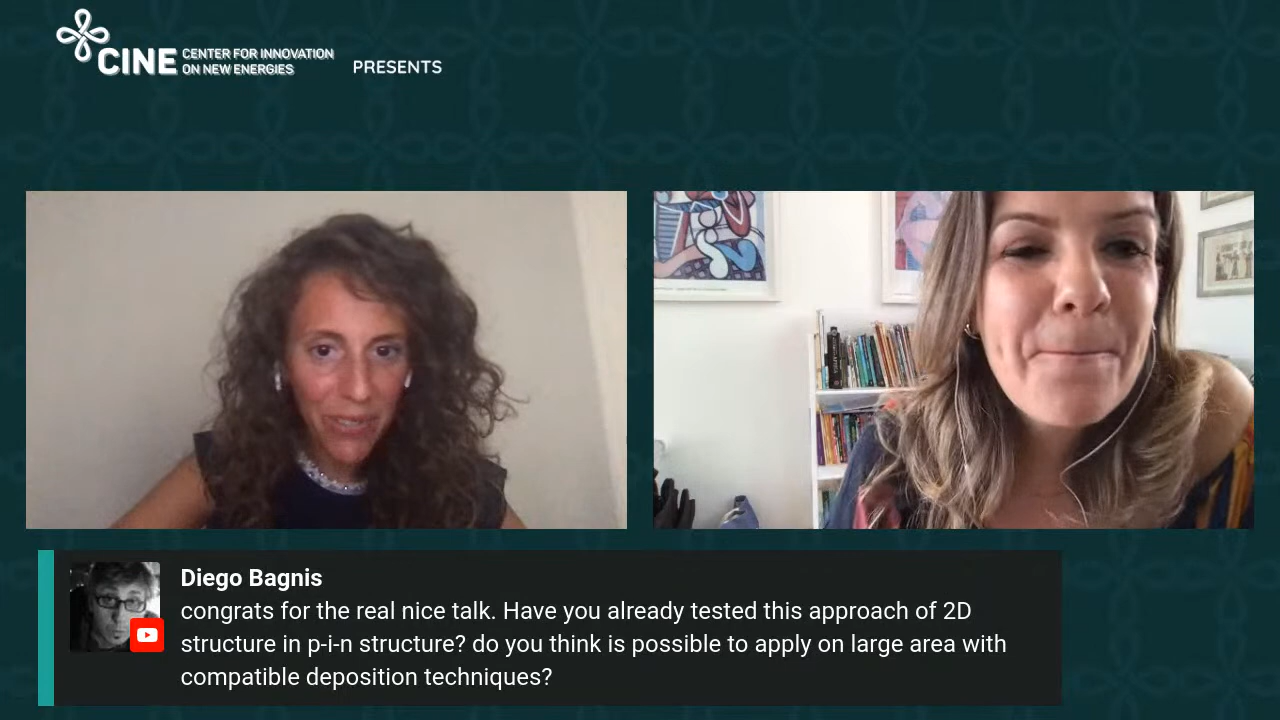 CINE CENTER FOR INNOVATION
ON NEW ENERGIES
PRESENTS
Diego Bagnis
congrats for the real nice talk. Have you already tested this approach of 2D
structure in p-i-n structure? do you think is possible to apply on large area with
compatible deposition techniques?